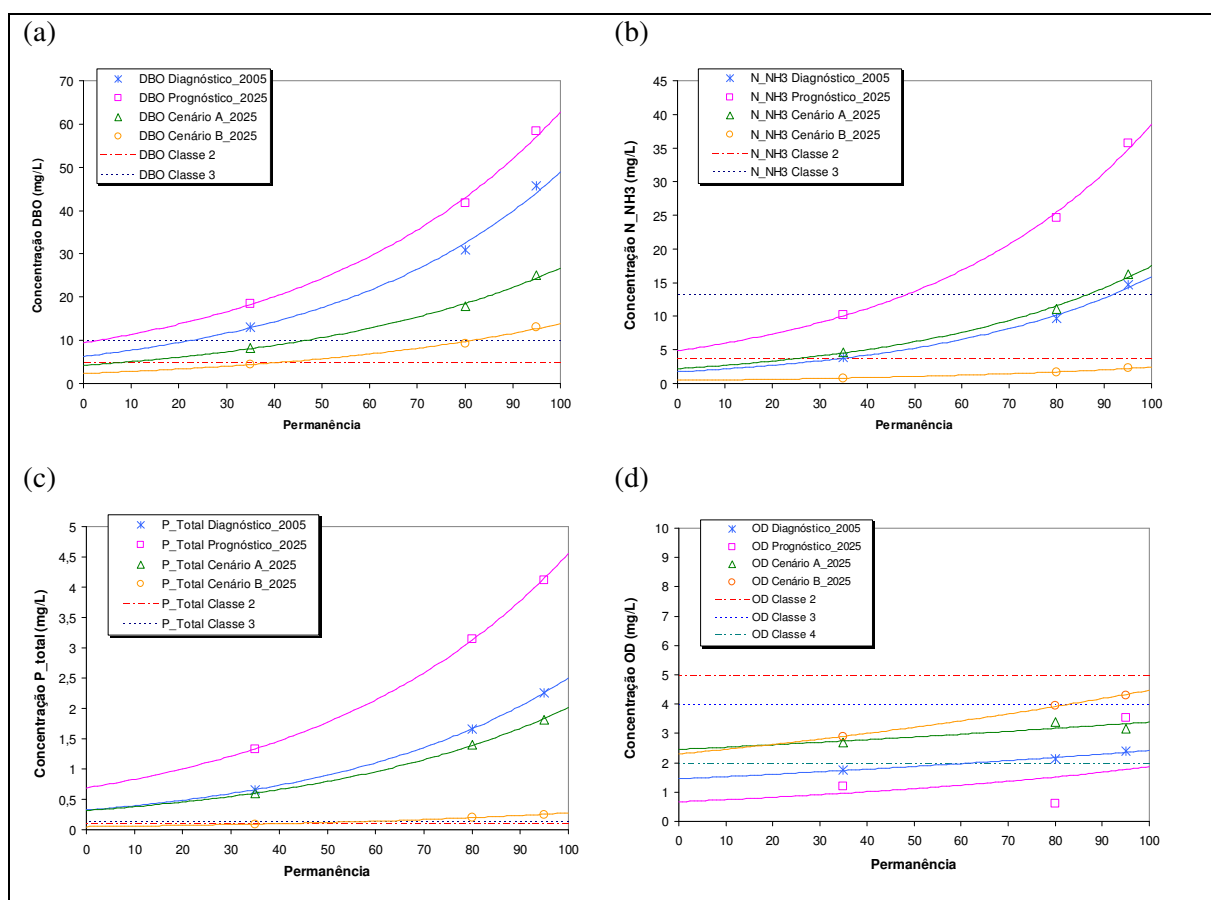 (a)
DBO Diagnóstico_2005
DBO Prognóstico_2025
DBO Cenário A_2025
DBO Cenário B_2025
DBO Classe 2
DBO Classe 3
Concentração DBO (mg/L)
70
60
50
40
30
20
10
0
0 10 20 30 40 50 60 70 80 90 100
Permanência
(b)
N_NH3 Diagnóstico_2005
N_NH3 Prognóstico_2025
N_NH3 Cenário A_2025
N_NH3 Cenário B_2025
N_NH3 Classe 2
N_NH3 Classe 3
Concentração N_NH3 (mg/L)
45
40
35
30
25
20
15
10
5
0
0 10 20 30 40 50 60 70 80 90 100
Permanência
(c)
P_Total Diagnóstico_2005
P_Total Prognóstico_2025
P_Total Cenário A_2025
P_Total Cenário B_2025
P_Total Classe 2
P_Total Classe 3
Concentração P_total (mg/L)
5
4,5
4
3,5
3
2,5
2
1,5
1
0,5
0
0 10 20 30 40 50 60 70 80 90 100
Permanência
(d)
OD Diagnóstico_2005
OD Prognóstico_2025
OD Cenário A_2025
OD Cenário B_2025
OD Classe 2
OD Classe 3
OD Classe 4
Concentração OD (mg/L)
10
9
8
7
6
5
4
3
2
1
0
0 10 20 30 40 50 60 70 80 90 100
Permanência